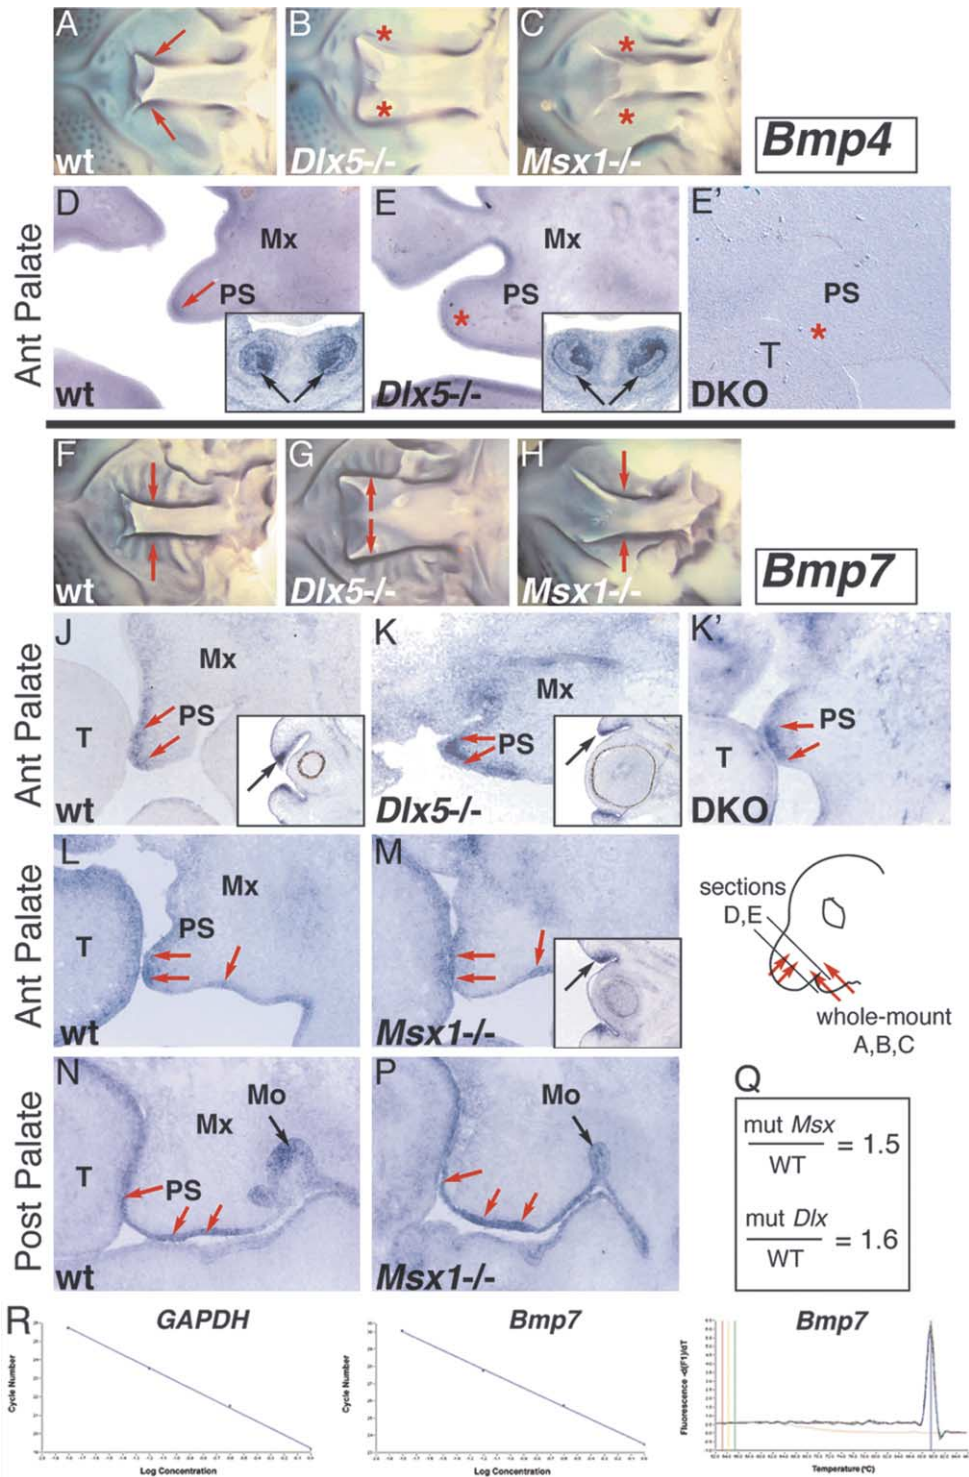 A
B
C
wt
Dlx5-/-
Msx1-/-
Bmp4
Ant Palate
D
Mx
PS
wt
E
Mx
PS
*
Dlx5-/-
E'
PS
*
T
DKO
F
G
H
wt
Dlx5-/-
Msx1-/-
Bmp7
Ant Palate
J
Mx
PS
T
wt
K
Mx
PS
Dlx5-/-
K'
PS
T
DKO
Ant Palate
L
Mx
PS
T
wt
M
Msx1-/-
sections
D,E
whole-mount
A,B,C
Post Palate
N
Mo
Mx
T
PS
wt
P
Mo
Msx1-/-
Q
mut Msx
WT
= 1.5
mut Dlx
WT
= 1.6
R
GAPDH
Cycle Number
Log Concentration
Bmp7
Cycle Number
Log Concentration
Bmp7
Fluorescence -d(F1)/dT
Temperature (°C)